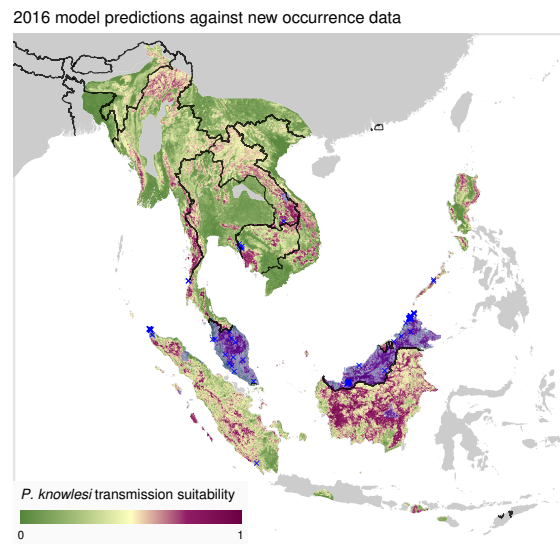 2016 model predictions against new occurrence data
P. knowlesi transmission suitability
0 1